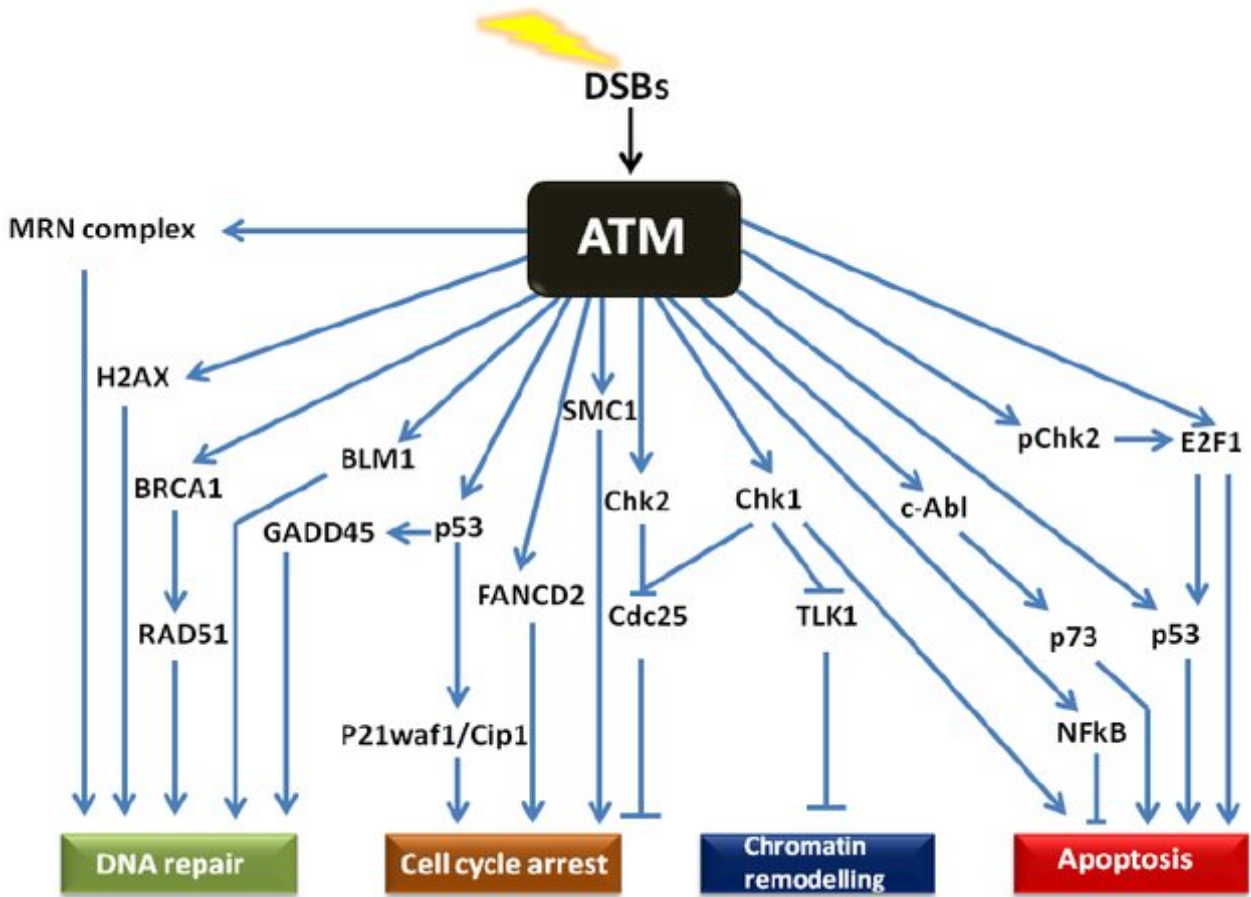 DSBs
ATM
MRN complex
H2AX
SMC1
pChk2
E2F1
BLM1
BRCA1
Chk2
Chk1
c-Abl
GADD45
p53
FANCD2
Cdc25
TLK1
RAD51
p73
p53
P21waf1/Cip1
NFkB
DNA repair
Cell cycle arrest
Chromatin
remodelling
Apoptosis